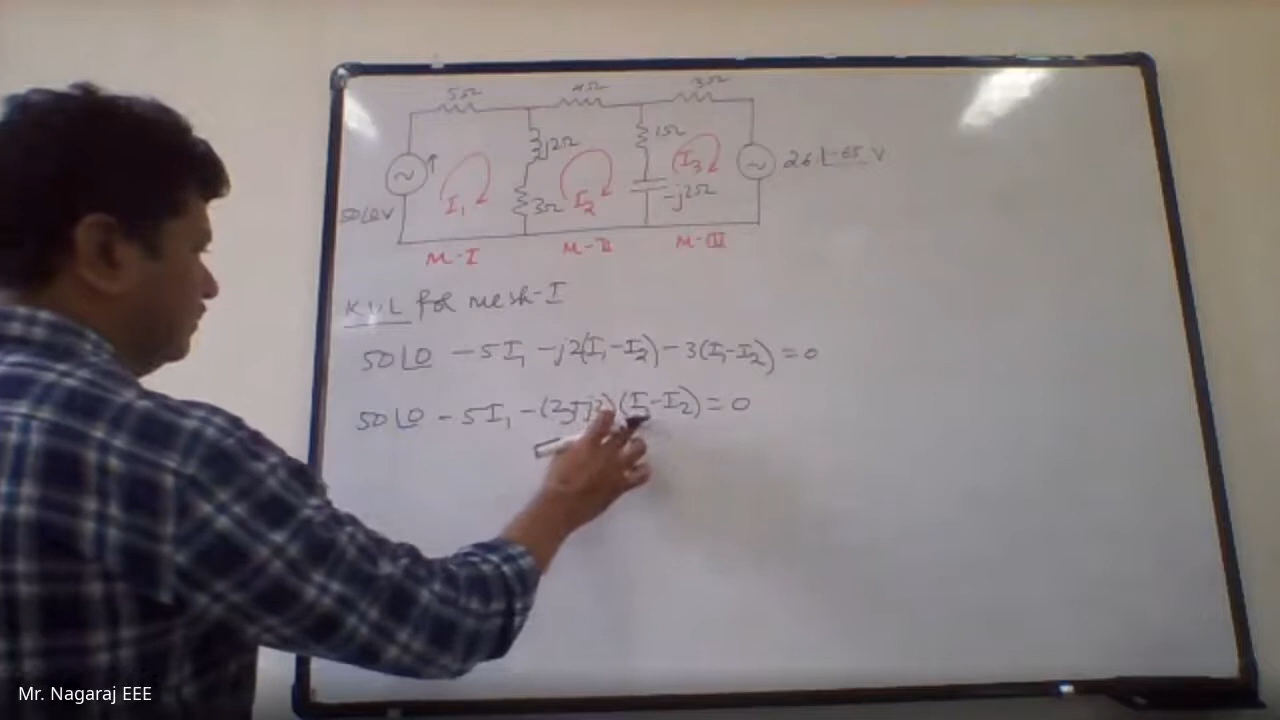 5Ω 4Ω 3Ω
j2Ω 1Ω
I₁ 3Ω I₂ -j2Ω I₃ 26∠-65 V
50∠0 V
M-I M-II M-III
KVL for mesh-I
50∠0 - 5I₁ - j2(I₁-I₂) - 3(I₁-I₂) = 0
50∠0 - 5I₁ - (3+j2)(I₁-I₂) = 0
Mr. Nagaraj EEE